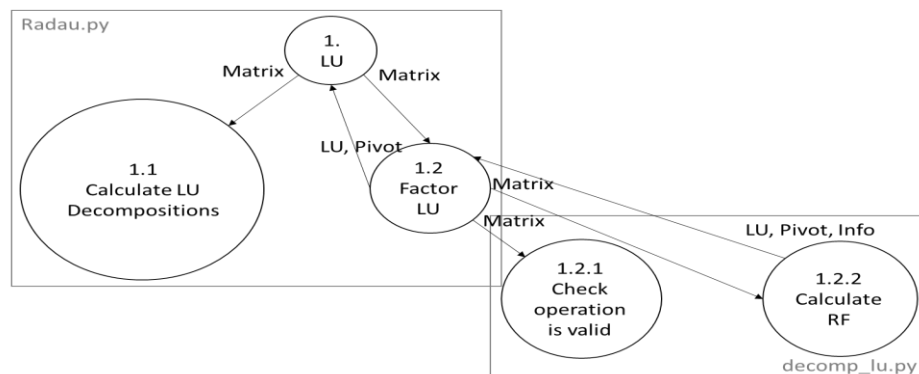 Radau.py
1.
LU
Matrix
Matrix
LU, Pivot
1.1
Calculate LU
Decompositions
1.2
Factor
LU
Matrix
Matrix
LU, Pivot, Info
1.2.1
Check
operation
is valid
1.2.2
Calculate
RF
decomp_lu.py